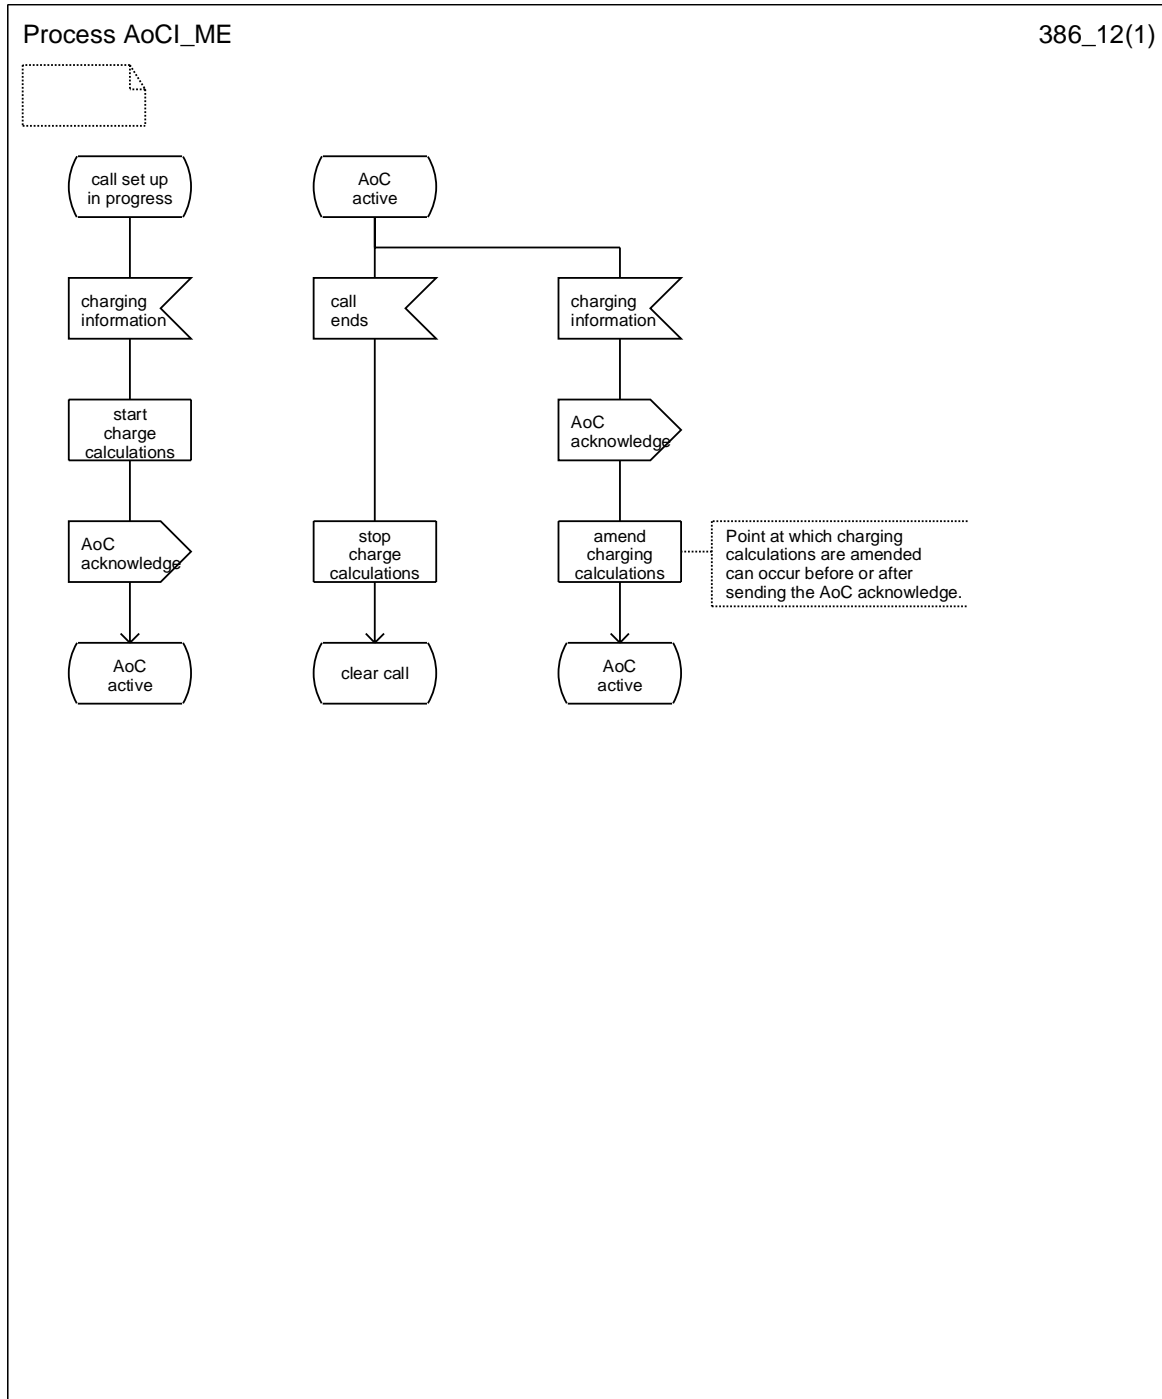 Process AoCI_ME
386_12(1)
call set up
in progress
charging
information
start
charge
calculations
AoC
acknowledge
AoC
active
AoC
active
call
ends
stop
charge
calculations
clear call
charging
information
AoC
acknowledge
amend
charging
calculations
Point at which charging
calculations are amended
can occur before or after
sending the AoC acknowledge.
AoC
active